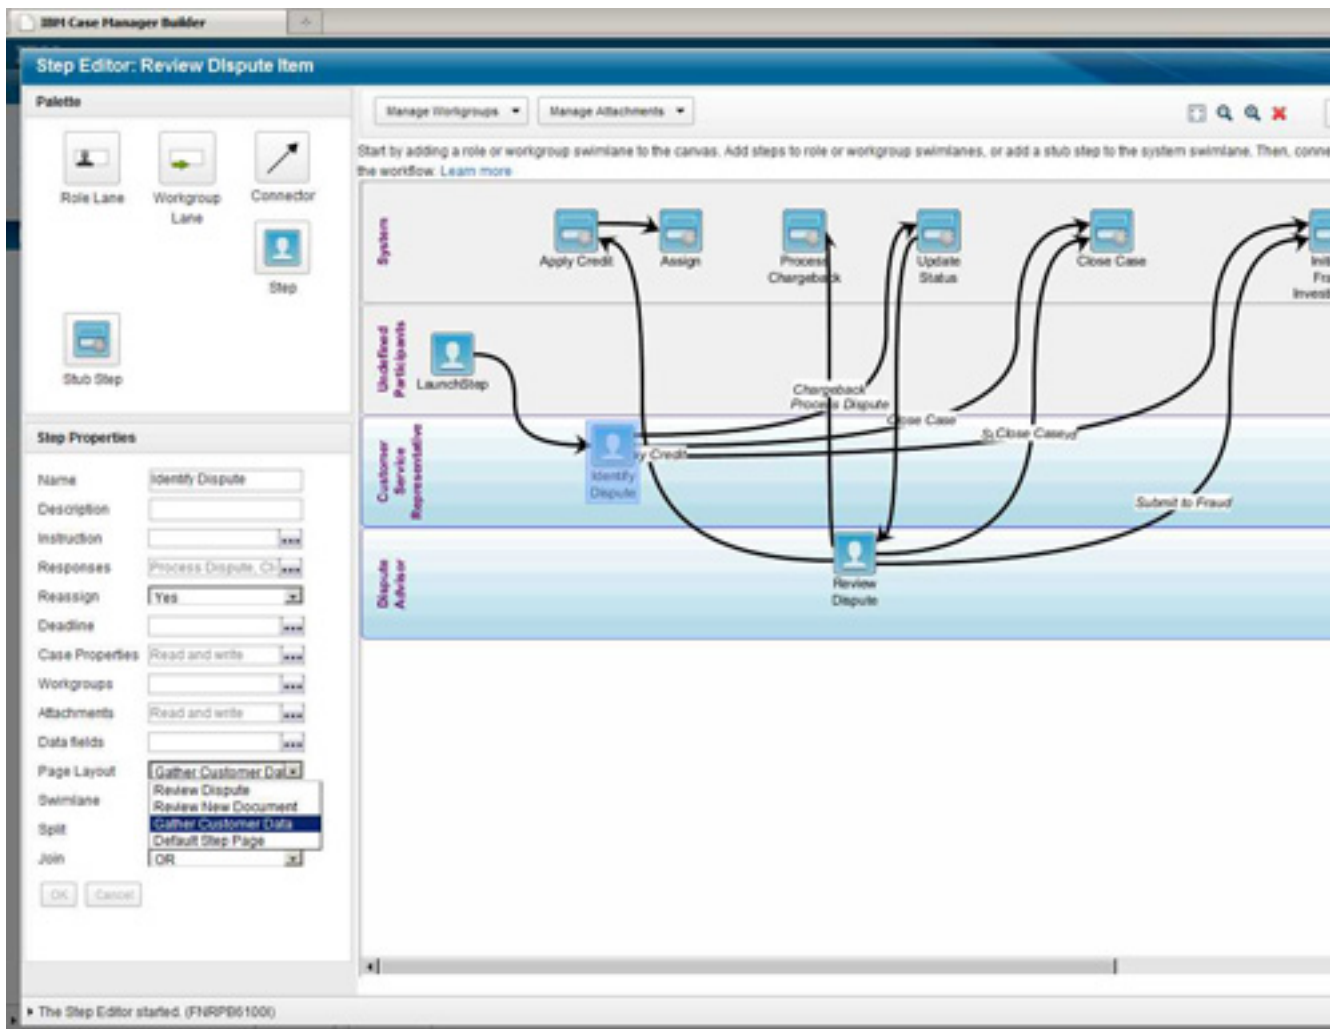 IBM Case Manager Builder
Step Editor: Review DIspute Item
Palette
Manage Workgroups
Manage Attachments
Start by adding a role or workgroup swimlane to the canvas. Add steps to role or workgroup swimlanes, or add a stub step to the system swimlane. Then, conne
the workflow. Learn more
Role Lane
Workgroup
Lane
Connector
Step
Stub Step
System
Apply Credit
Assign
Process
Chargeback
Update
Status
Close Case
Initi
Fra
Investi
Undefined
Participants
LaunchStep
Chargeback
Process Dispute
Close Case
Close Case
Customer
Service
Representative
Identify
Dispute
y Credit
Submit to Fraud
Dispute
Advisor
Review
Dispute
Step Properties
Name
Identify Dispute
Description
Instruction
Responses
Process Dispute, Ch
Reassign
Yes
Deadline
Case Properties
Read and write
Workgroups
Attachments
Read and write
Data fields
Page Layout
Gather Customer Da
Review Dispute
Swimlane
Review New Document
Gather Customer Data
Split
Default Step Page
Join
OR
OK
Cancel
The Step Editor started. (FNRPB6100I)